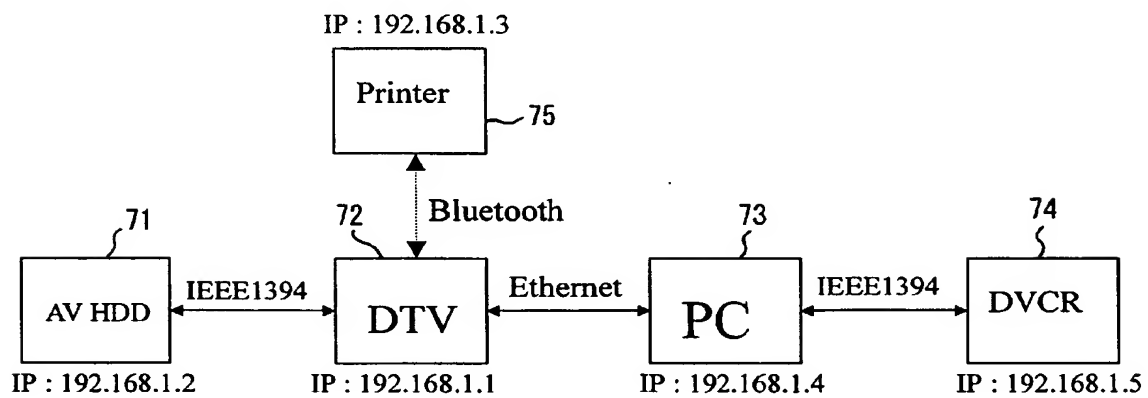 IP : 192.168.1.3
Printer
75
Bluetooth
71
72
73
74
AV HDD
IEEE1394
DTV
Ethernet
PC
IEEE1394
DVCR
IP : 192.168.1.2
IP : 192.168.1.1
IP : 192.168.1.4
IP : 192.168.1.5